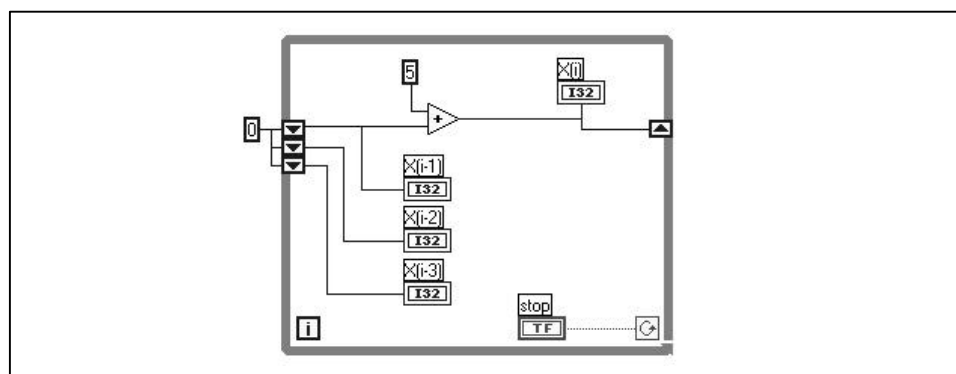 5
X(i)
I32
0
X(i-1)
I32
X(i-2)
I32
X(i-3)
I32
stop
TF
i